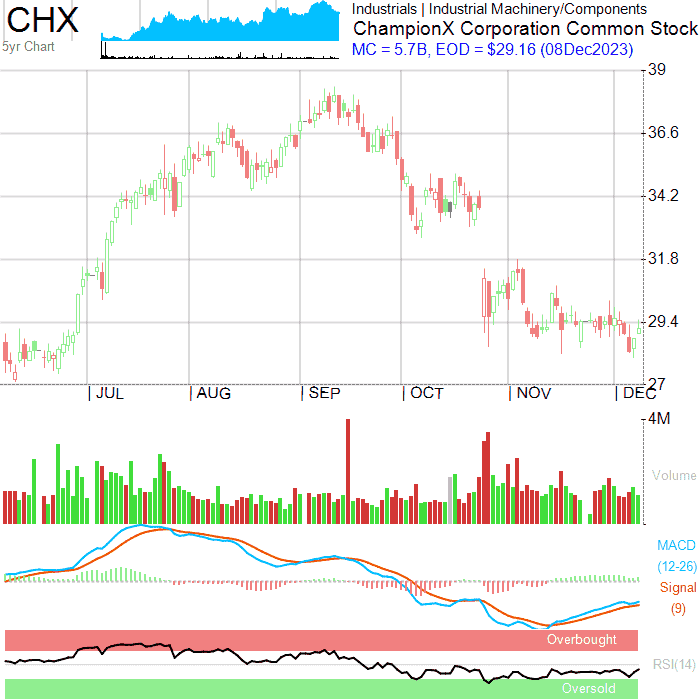 CHX
5yr Chart
Industrials | Industrial Machinery/Components
ChampionX Corporation Common Stock
MC = 5.7B, EOD = $29.16 (08Dec2023)
39
36.6
34.2
31.8
29.4
27
JUL AUG SEP OCT NOV DEC
4M
Volume
MACD
(12-26)
Signal
(9)
Overbought
RSI(14)
Oversold